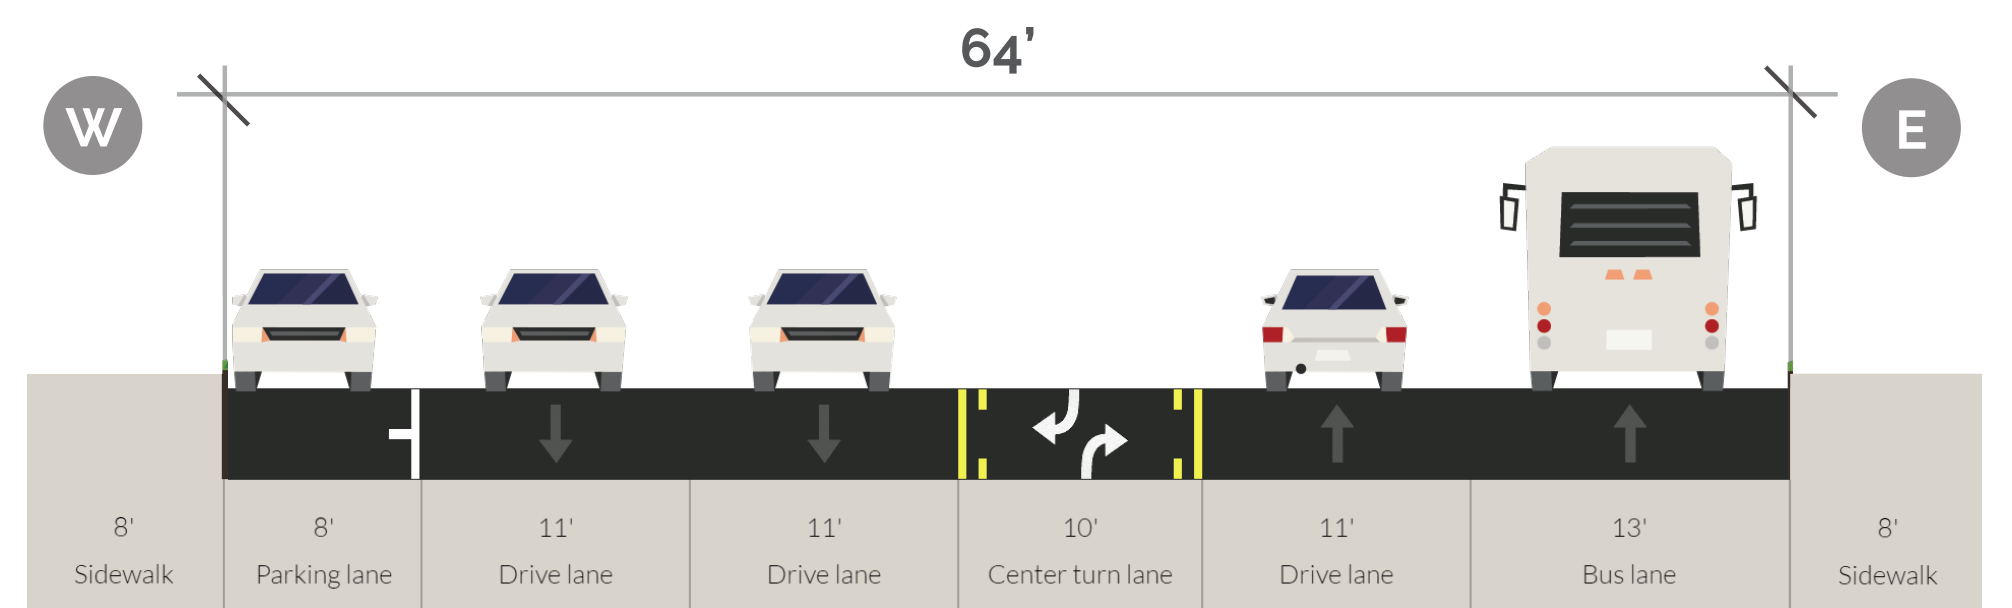 64’
W
E
8'
8'
11'
11'
10'
11'
13'
8'
Sidewalk
Parking lane
Drive lane
Drive lane
Center turn lane
Drive lane
Bus lane
Sidewalk